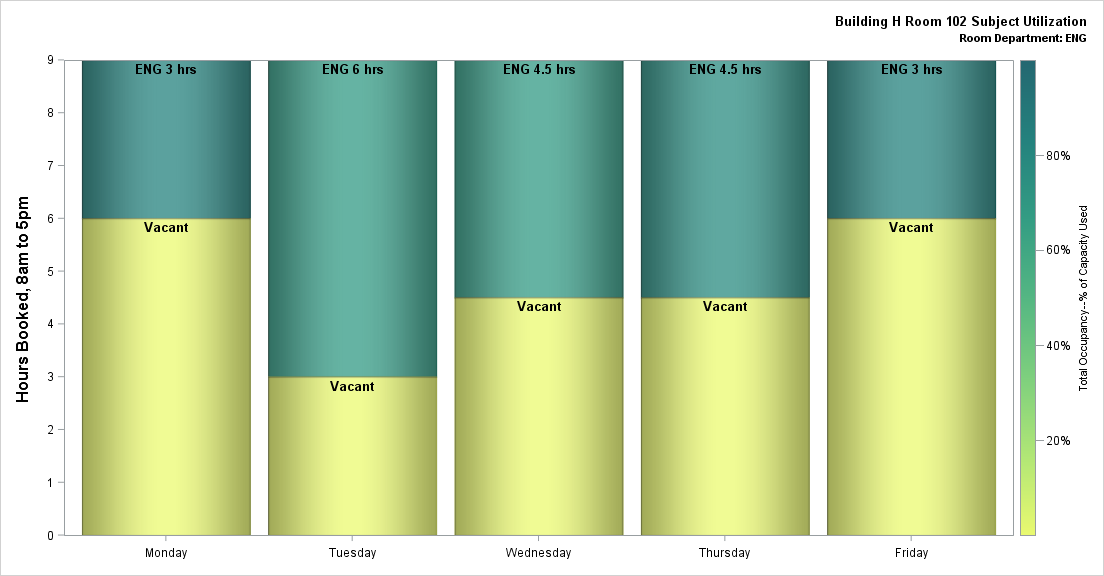 Building H Room 102 Subject Utilization
Room Department: ENG
Hours Booked, 8am to 5pm
9
8
7
6
5
4
3
2
1
0
ENG 3 hrs
Vacant
ENG 6 hrs
Vacant
ENG 4.5 hrs
Vacant
ENG 4.5 hrs
Vacant
ENG 3 hrs
Vacant
Monday
Tuesday
Wednesday
Thursday
Friday
80%
60%
40%
20%
Total Occupancy--% of Capacity Used